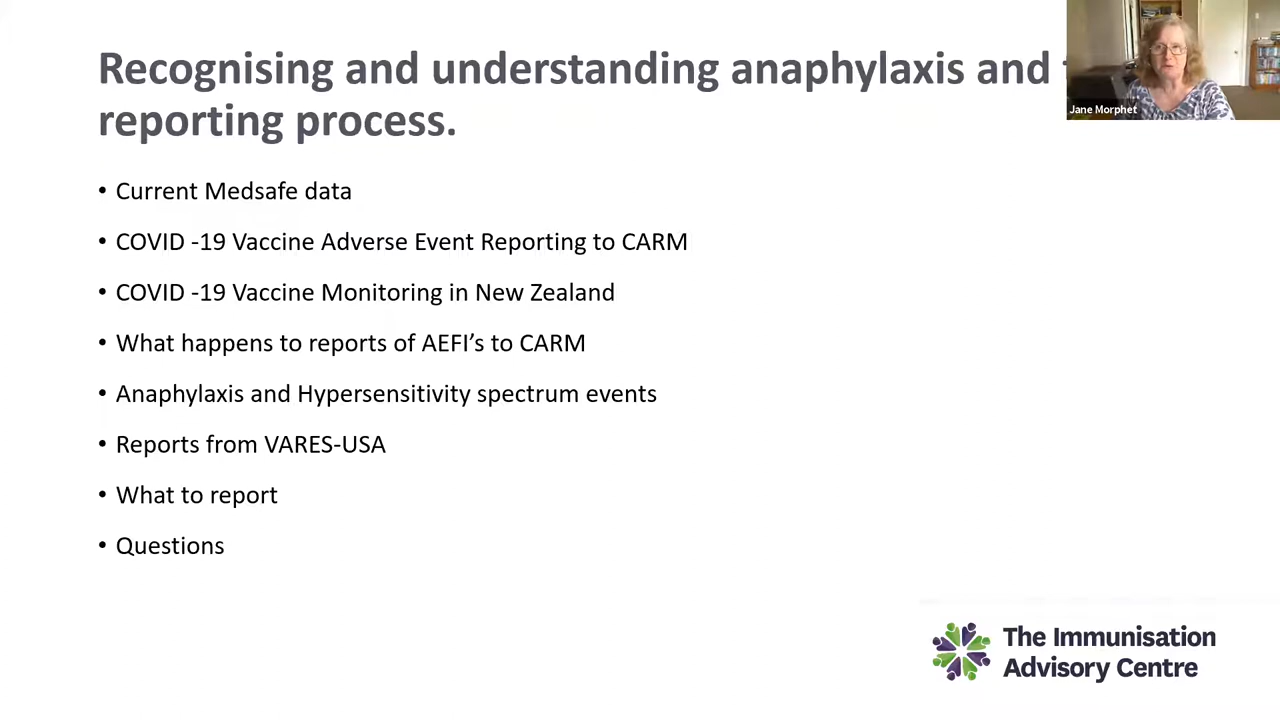 Recognising and understanding anaphylaxis and
reporting process.
Jane Morphet
• Current Medsafe data
• COVID -19 Vaccine Adverse Event Reporting to CARM
• COVID -19 Vaccine Monitoring in New Zealand
• What happens to reports of AEFI’s to CARM
• Anaphylaxis and Hypersensitivity spectrum events
• Reports from VARES-USA
• What to report
• Questions
The Immunisation
Advisory Centre